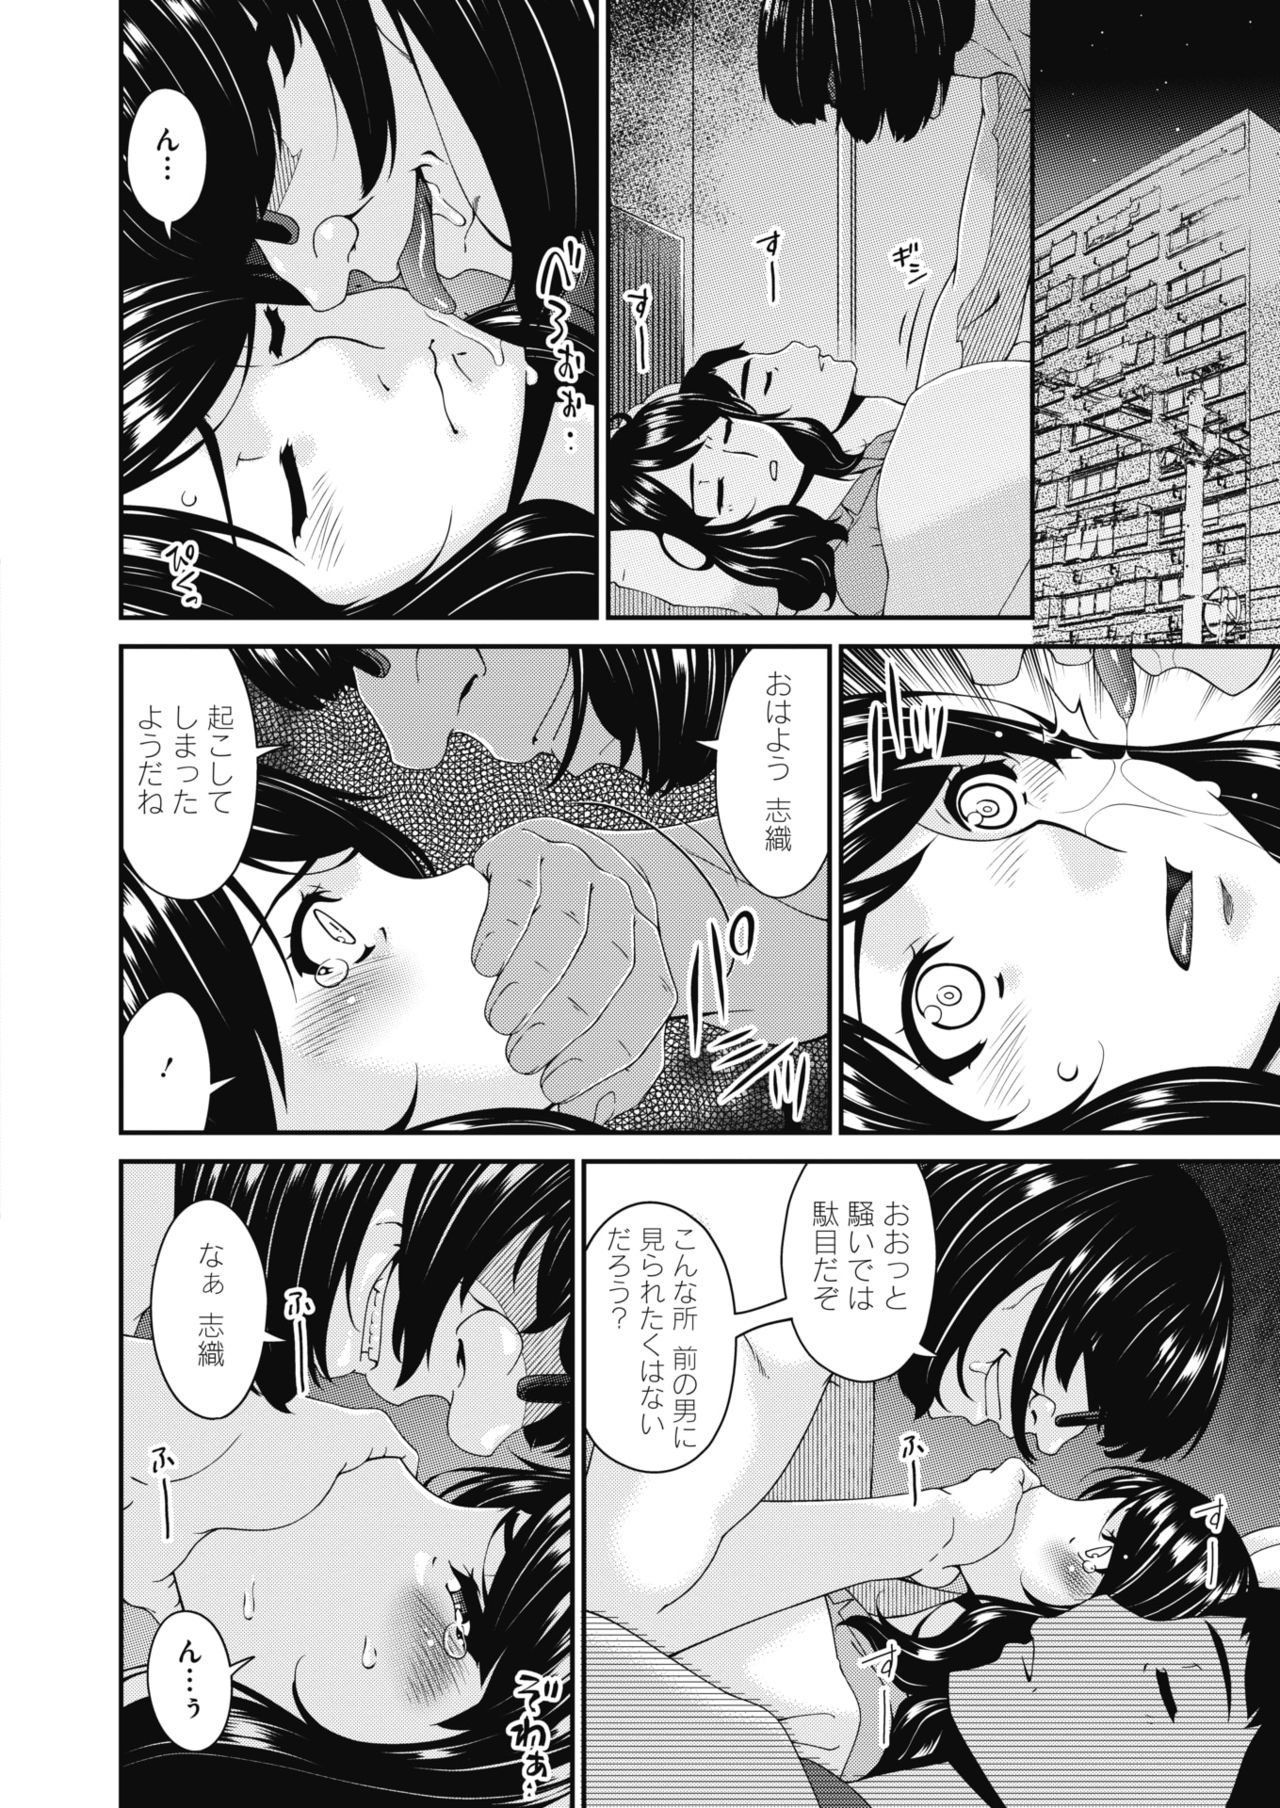 ギシ
すー
すー
ん…
べろぉぉぉ‥
ぴくっ
おはよう 志織
起こして
しまった
ようだね
！
おおっと
騒いでは
駄目だぞ
こんな所 前の男に
見られたくはない
だろう？
ふー
すー
すー
なぁ 志織
ふー
ふー
ん…ぅ
ぞわぁ‥